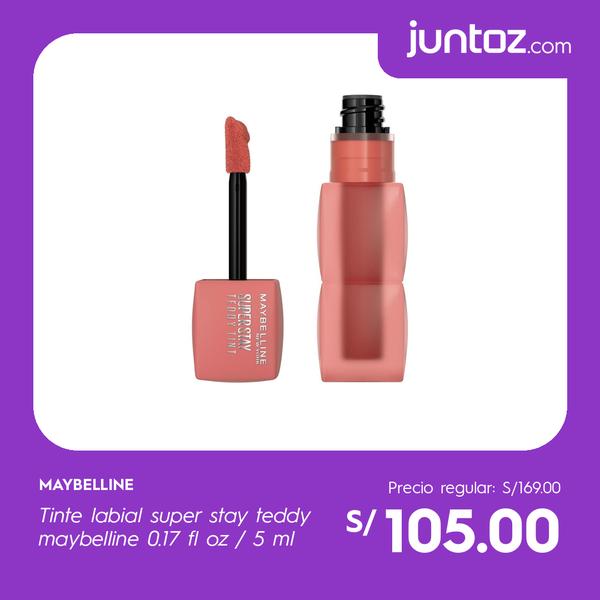 juntoz.com
MAYBELLINE
NEW YORK
SUPER STAY
TEDDY TINT
MAYBELLINE
Tinte labial super stay teddy
maybelline 0.17 fl oz / 5 ml
Precio regular: S/169.00
S/ 105.00